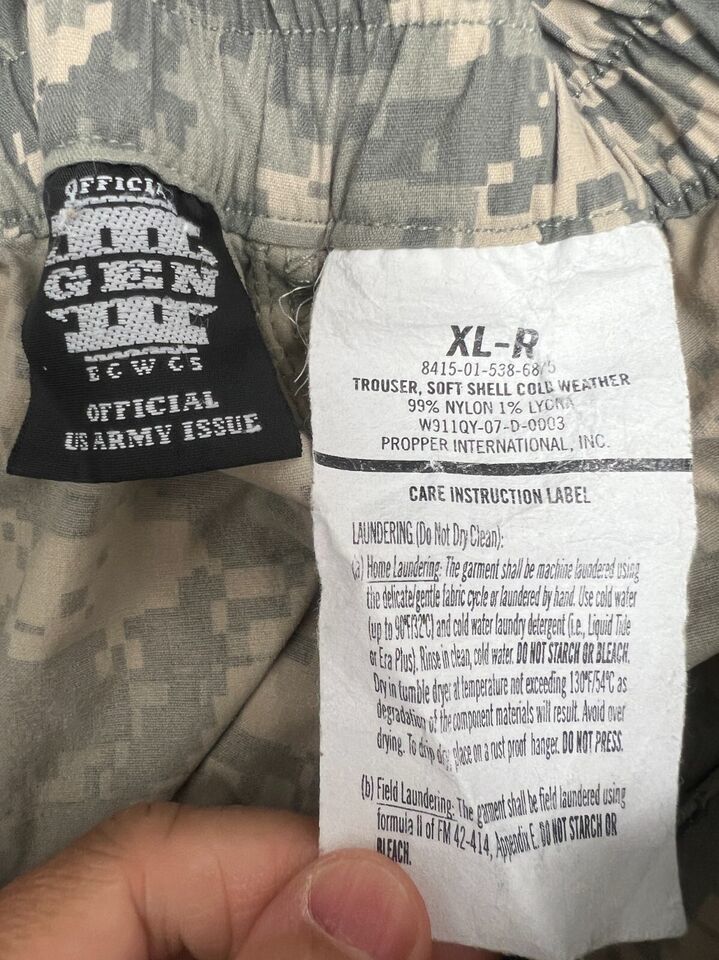 OFFICIAL
GEN
III
ECWCS
OFFICIAL
US ARMY ISSUE
XL-R
8415-01-538-68/5
TROUSER, SOFT SHELL COLD WEATHER
99% NYLON 1% LYCRA
W911QY-07-D-0003
PROPPER INTERNATIONAL, INC.
CARE INSTRUCTION LABEL
LAUNDERING (Do Not Dry Clean):
(a) Home Laundering: The garment shall be machine laundered using
the delicate/gentle fabric cycle or laundered by hand. Use cold water
(up to 90°F/32°C) and cold water laundry detergent (i.e., Liquid Tide
or Era Plus). Rinse in clean, cold water. DO NOT STARCH OR BLEACH.
Dry in tumble dryer at temperature not exceeding 130°F/54°C as
degradation of the component materials will result. Avoid over
drying. To drip dry, place on a rust proof hanger. DO NOT PRESS.
(b) Field Laundering: The garment shall be field laundered using
formula II of FM 42-414, Appendix E. DO NOT STARCH OR
BLEACH.